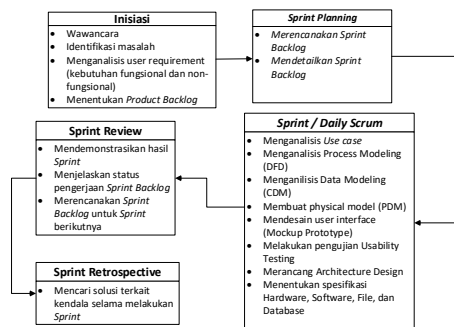 Inisiasi
• Wawancara
• Identifikasi masalah
• Menganalisis user requirement
(kebutuhan fungsional dan non-
fungsional)
• Menentukan Product Backlog
Sprint Planning
• Merencanakan Sprint
Backlog
• Mendetailkan Sprint
Backlog
Sprint / Daily Scrum
• Menganalisis Use case
• Menganalisis Process Modeling
(DFD)
• Menganilisis Data Modeling
(CDM)
• Membuat physical model (PDM)
• Mendesain user interface
(Mockup Prototype)
• Melakukan pengujian Usability
Testing
• Merancang Architecture Design
• Menentukan spesifikasi
Hardware, Software, File, dan
Database
Sprint Review
• Mendemonstrasikan hasil
Sprint
• Menjelaskan status
pengerjaan Sprint Backlog
• Merencanakan Sprint
Backlog untuk Sprint
berikutnya
Sprint Retrospective
• Mencari solusi terkait
kendala selama melakukan
Sprint